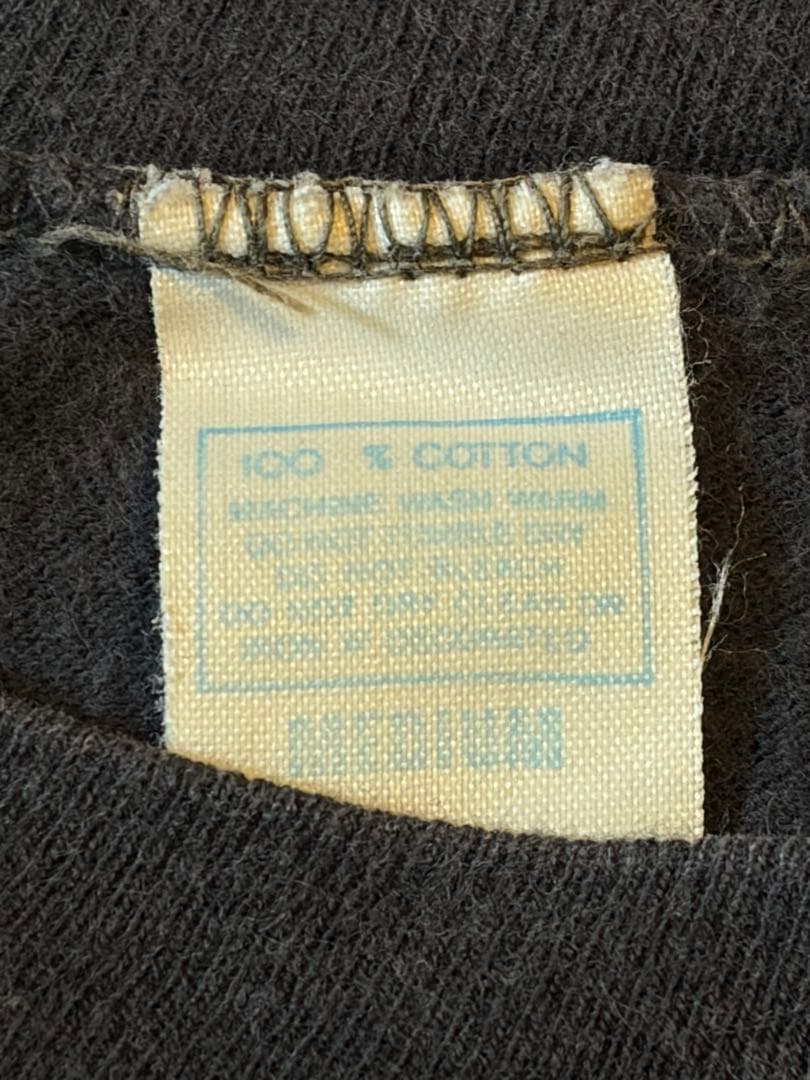 100 % COTTON
MACHINE WASH WARM
DO NOT TUMBLE DRY
DO NOT BLEACH
DO NOT DRY CLEAN OR
IRON IF DECORATED
MEDIUM